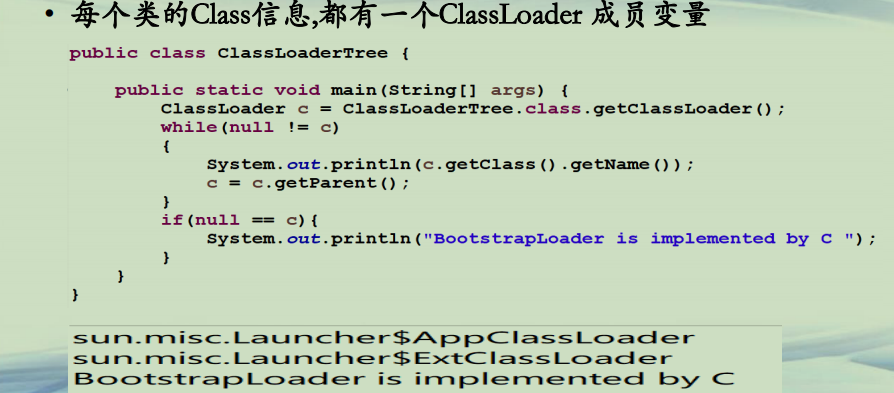 • 每个类的Class信息,都有一个ClassLoader 成员变量
public class ClassLoaderTree {
public static void main(String[] args) {
ClassLoader c = ClassLoaderTree.class.getClassLoader();
while(null != c)
{
System.out.println(c.getClass().getName());
c = c.getParent();
}
if(null == c){
System.out.println("BootstrapLoader is implemented by C ");
}
}
}
sun.misc.Launcher$AppClassLoader
sun.misc.Launcher$ExtClassLoader
BootstrapLoader is implemented by C